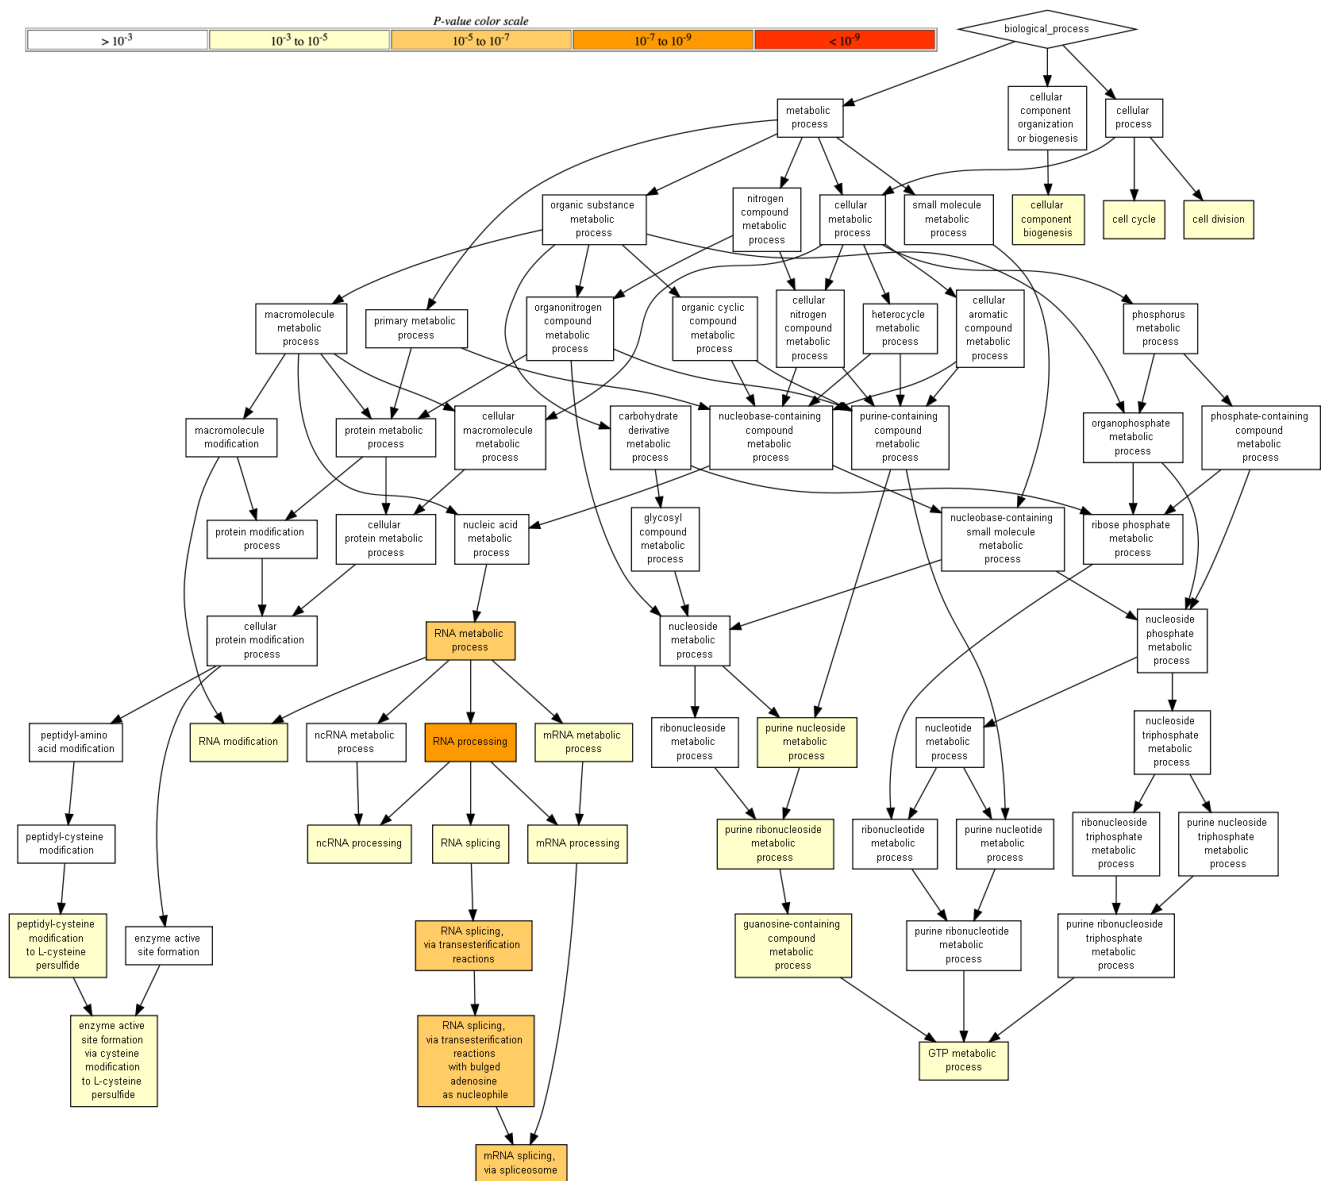 P-value color scale
> 10-3
10-3 to 10-5
10-5 to 10-7
10-7 to 10-9
< 10-9
biological_process
metabolic
process
cellular
component
organization
or biogenesis
cellular
process
organic substance
metabolic
process
nitrogen
compound
metabolic
process
cellular
metabolic
process
small molecule
metabolic
process
cellular
component
biogenesis
cell cycle
cell division
macromolecule
metabolic
process
primary metabolic
process
organonitrogen
compound
metabolic
process
organic cyclic
compound
metabolic
process
cellular
nitrogen
compound
metabolic
process
heterocycle
metabolic
process
cellular
aromatic
compound
metabolic
process
phosphorus
metabolic
process
macromolecule
modification
protein metabolic
process
cellular
macromolecule
metabolic
process
carbohydrate
derivative
metabolic
process
nucleobase-containing
compound
metabolic
process
purine-containing
compound
metabolic
process
organophosphate
metabolic
process
phosphate-containing
compound
metabolic
process
protein modification
process
cellular
protein metabolic
process
nucleic acid
metabolic
process
glycosyl
compound
metabolic
process
nucleobase-containing
small molecule
metabolic
process
ribose phosphate
metabolic
process
cellular
protein modification
process
RNA metabolic
process
nucleoside
metabolic
process
nucleoside
phosphate
metabolic
process
peptidyl-amino
acid modification
RNA modification
ncRNA metabolic
process
RNA processing
mRNA metabolic
process
ribonucleoside
metabolic
process
purine nucleoside
metabolic
process
nucleotide
metabolic
process
nucleoside
triphosphate
metabolic
process
peptidyl-cysteine
modification
ncRNA processing
RNA splicing
mRNA processing
purine ribonucleoside
metabolic
process
ribonucleotide
metabolic
process
purine nucleotide
metabolic
process
ribonucleoside
triphosphate
metabolic
process
purine nucleoside
triphosphate
metabolic
process
peptidyl-cysteine
modification
to L-cysteine
persulfide
enzyme active
site formation
RNA splicing,
via transesterification
reactions
guanosine-containing
compound
metabolic
process
purine ribonucleotide
metabolic
process
purine ribonucleoside
triphosphate
metabolic
process
enzyme active
site formation
via cysteine
modification
to L-cysteine
persulfide
RNA splicing,
via transesterification
reactions
with bulged
adenosine
as nucleophile
GTP metabolic
process
mRNA splicing,
via spliceosome